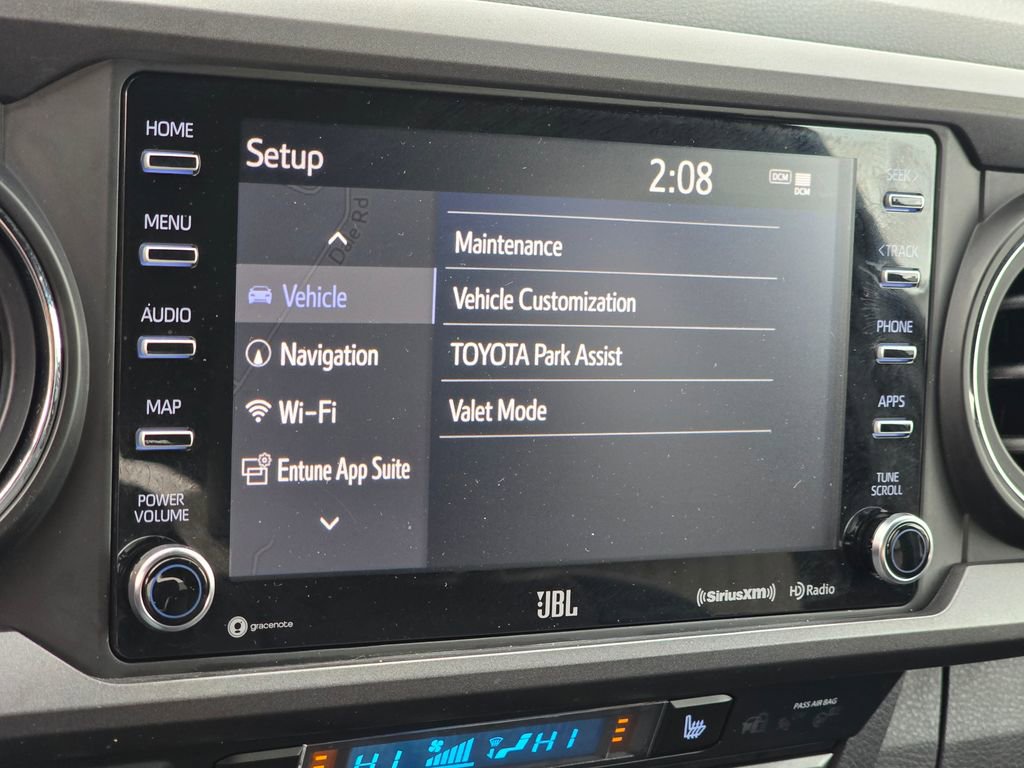 HOME
MENU
AUDIO
MAP
POWER
VOLUME
Setup
2:08
DCM
DCM
Dale Rd
Vehicle
Navigation
Wi-Fi
Entune App Suite
Maintenance
Vehicle Customization
TOYOTA Park Assist
Valet Mode
SEEK>
<TRACK
PHONE
APPS
TUNE
SCROLL
gracenote
JBL
((SiriusXM))
HD Radio
PASS AIR BAG
HI
HI